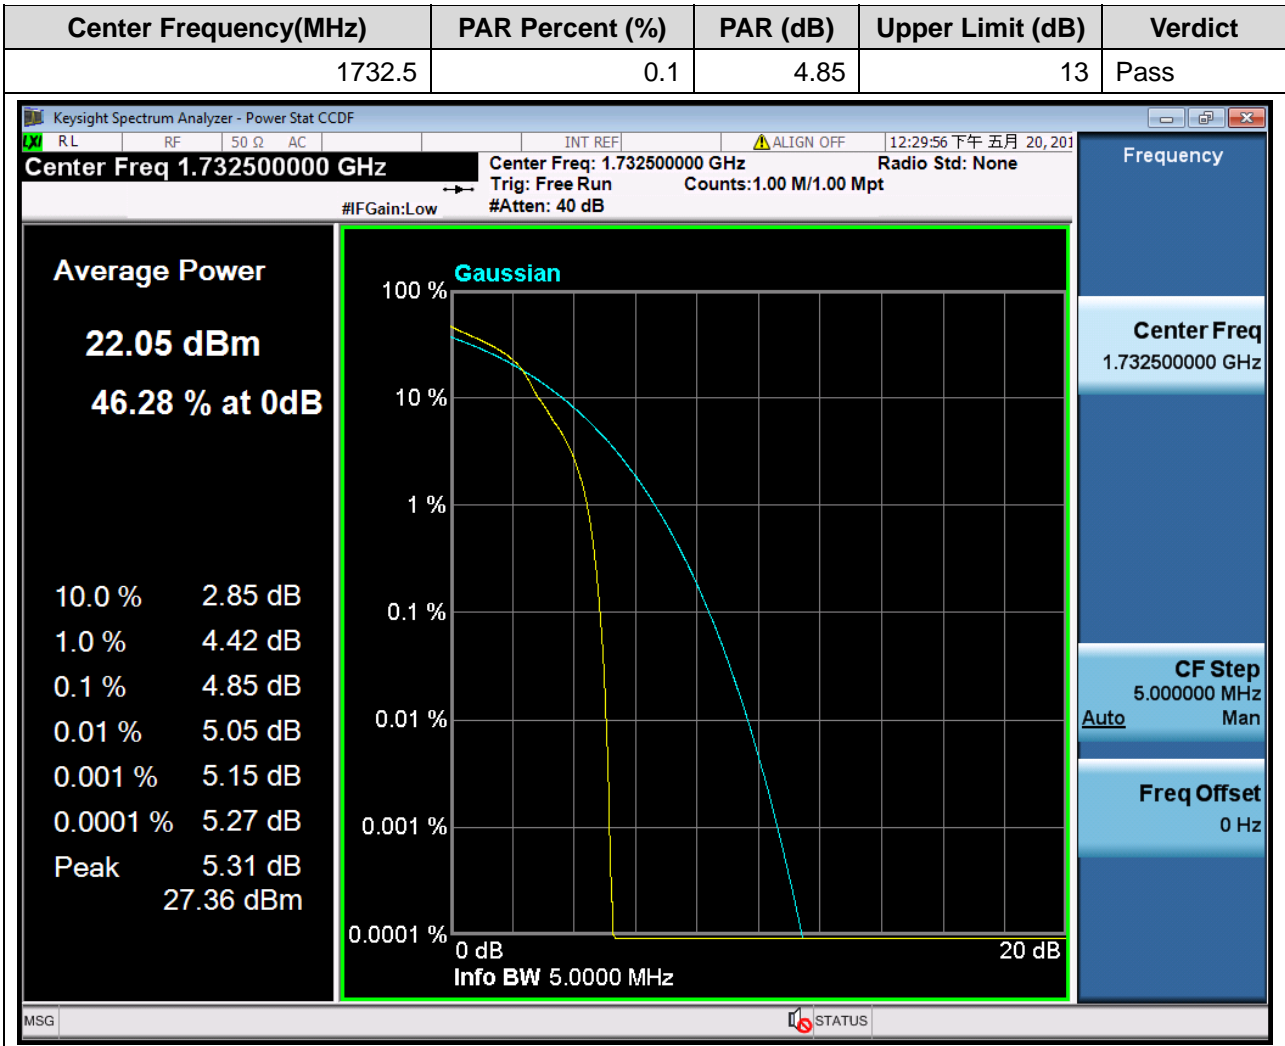 Center Frequency(MHz) PAR Percent (%) PAR (dB) Upper Limit (dB) Verdict
1732.5 0.1 4.85 13 Pass
Keysight Spectrum Analyzer - Power Stat CCDF
LXI RL RF 50 Ω AC INT REF ALIGN OFF 12:29:56 下午 五月 20, 201
Center Freq 1.732500000 GHz
Center Freq: 1.732500000 GHz Radio Std: None
Trig: Free Run Counts:1.00 M/1.00 Mpt
#IFGain:Low #Atten: 40 dB
Average Power
22.05 dBm
46.28 % at 0dB
10.0 % 2.85 dB
1.0 % 4.42 dB
0.1 % 4.85 dB
0.01 % 5.05 dB
0.001 % 5.15 dB
0.0001 % 5.27 dB
Peak 5.31 dB
27.36 dBm
Gaussian
100 %
10 %
1 %
0.1 %
0.01 %
0.001 %
0.0001 %
0 dB 20 dB
Info BW 5.0000 MHz
Frequency
Center Freq
1.732500000 GHz
CF Step
5.000000 MHz
Auto Man
Freq Offset
0 Hz
MSG STATUS